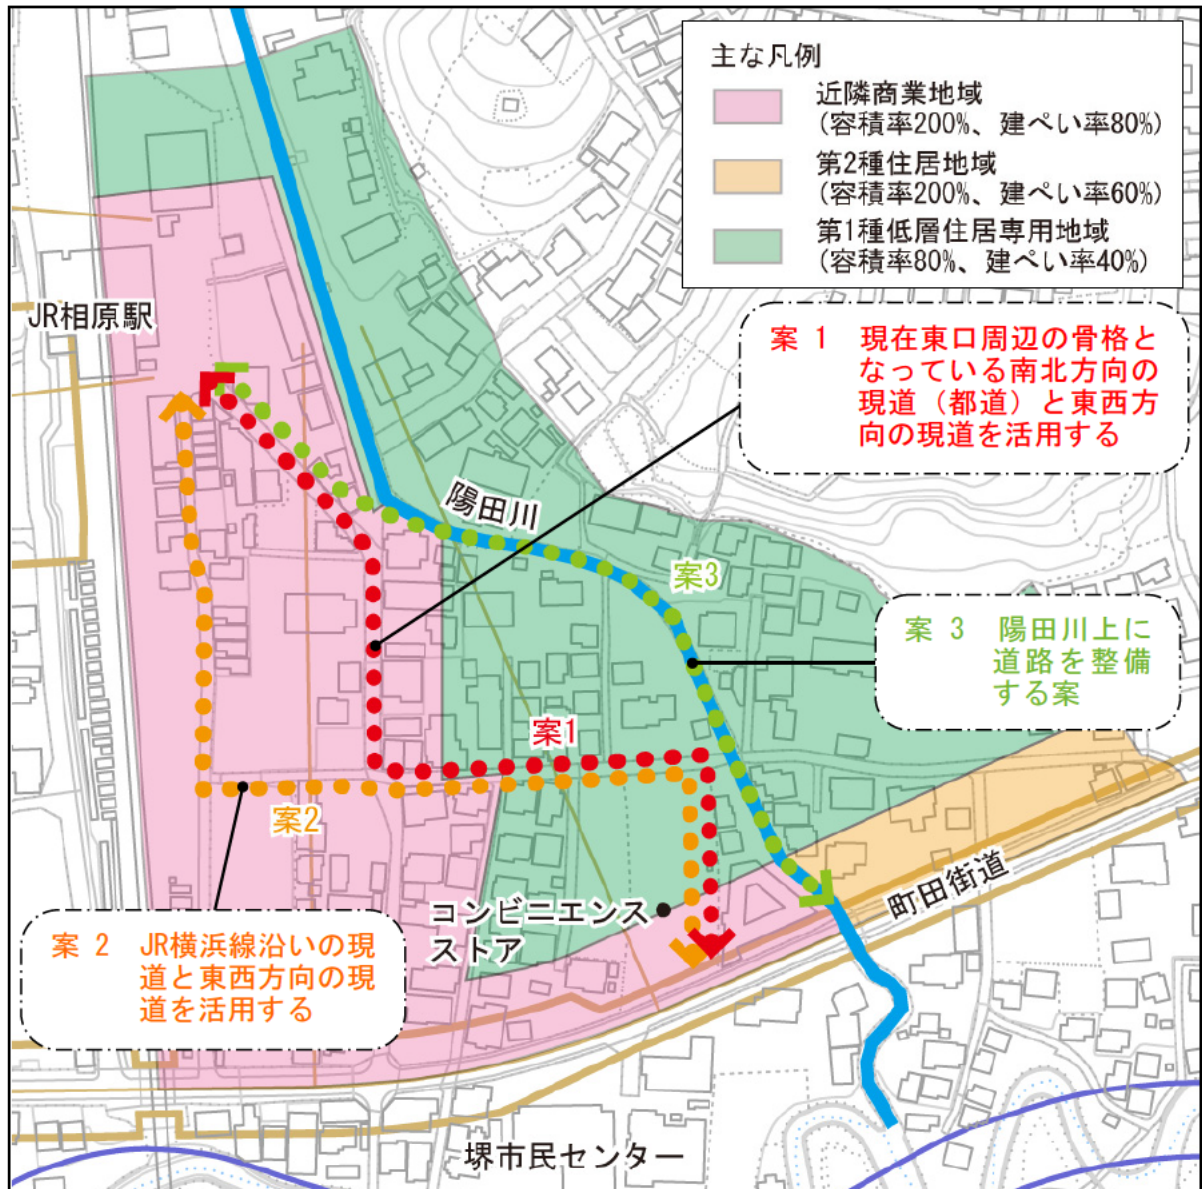 主な凡例
近隣商業地域
(容積率200%、建ぺい率80%)
第2種住居地域
(容積率200%、建ぺい率60%)
第1種低層住居専用地域
(容積率80%、建ぺい率40%)
JR相原駅
案 1 現在東口周辺の骨格と
なっている南北方向の
現道（都道）と東西方
向の現道を活用する
陽田川
案3
案 3 陽田川上に
道路を整備
する案
案1
案2
町田街道
コンビニエンス
ストア
案 2 JR横浜線沿いの現
道と東西方向の現
道を活用する
堺市民センター